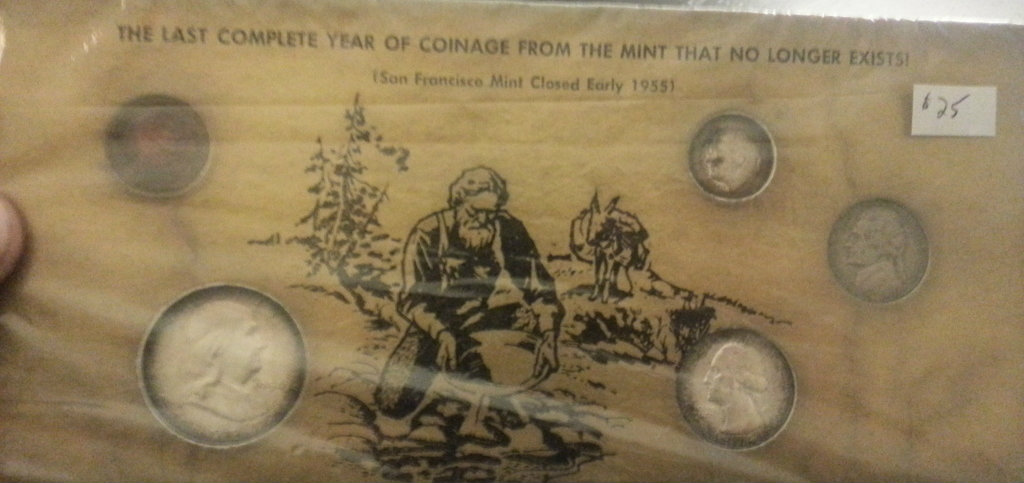 THE LAST COMPLETE YEAR OF COINAGE FROM THE MINT THAT NO LONGER EXISTS!
(San Francisco Mint Closed Early 1955)
$25